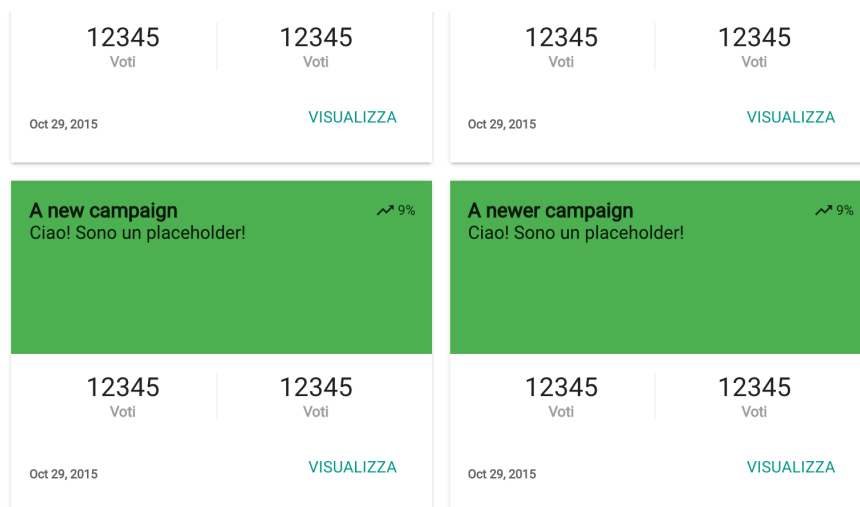 12345 12345
Voti Voti
Oct 29, 2015 VISUALIZZA
12345 12345
Voti Voti
Oct 29, 2015 VISUALIZZA
A new campaign 9%
Ciao! Sono un placeholder!
12345 12345
Voti Voti
Oct 29, 2015 VISUALIZZA
A newer campaign 9%
Ciao! Sono un placeholder!
12345 12345
Voti Voti
Oct 29, 2015 VISUALIZZA